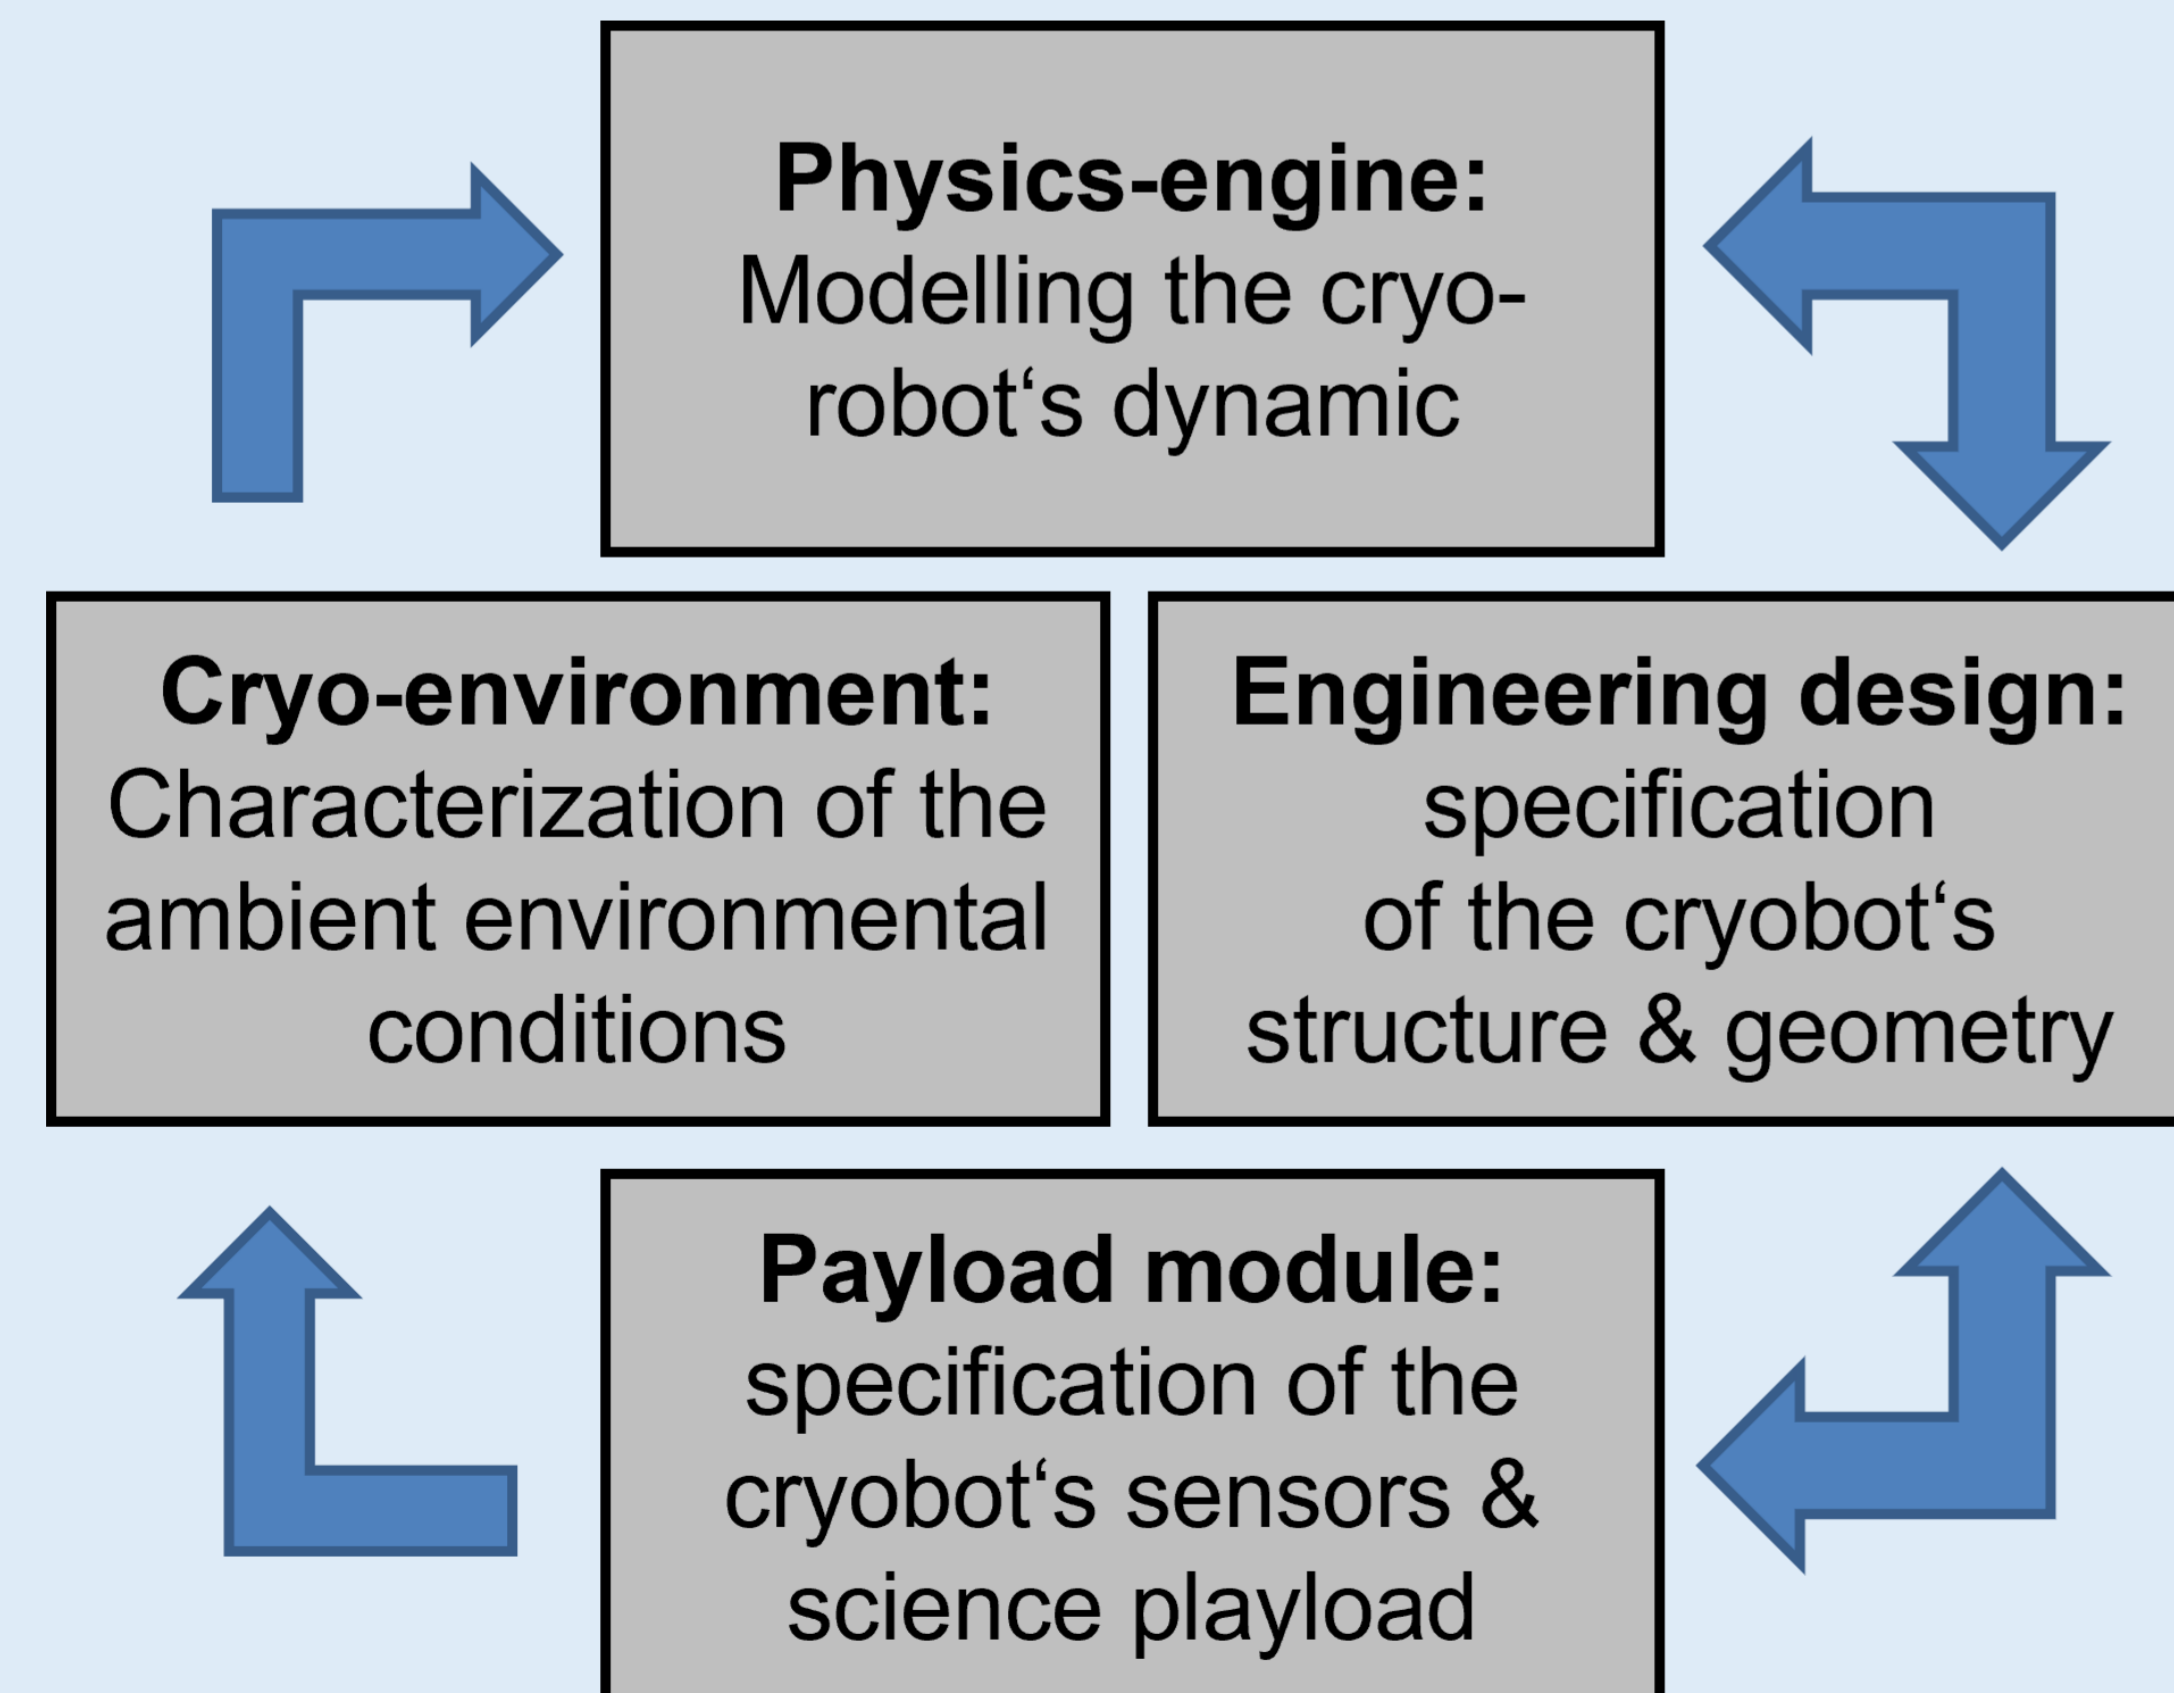 Physics-engine:
Modelling the cryo-
robot‘s dynamic
Cryo-environment:
Characterization of the
ambient environmental
conditions
Engineering design:
specification
of the cryobot‘s
structure & geometry
Payload module:
specification of the
cryobot‘s sensors &
science playload